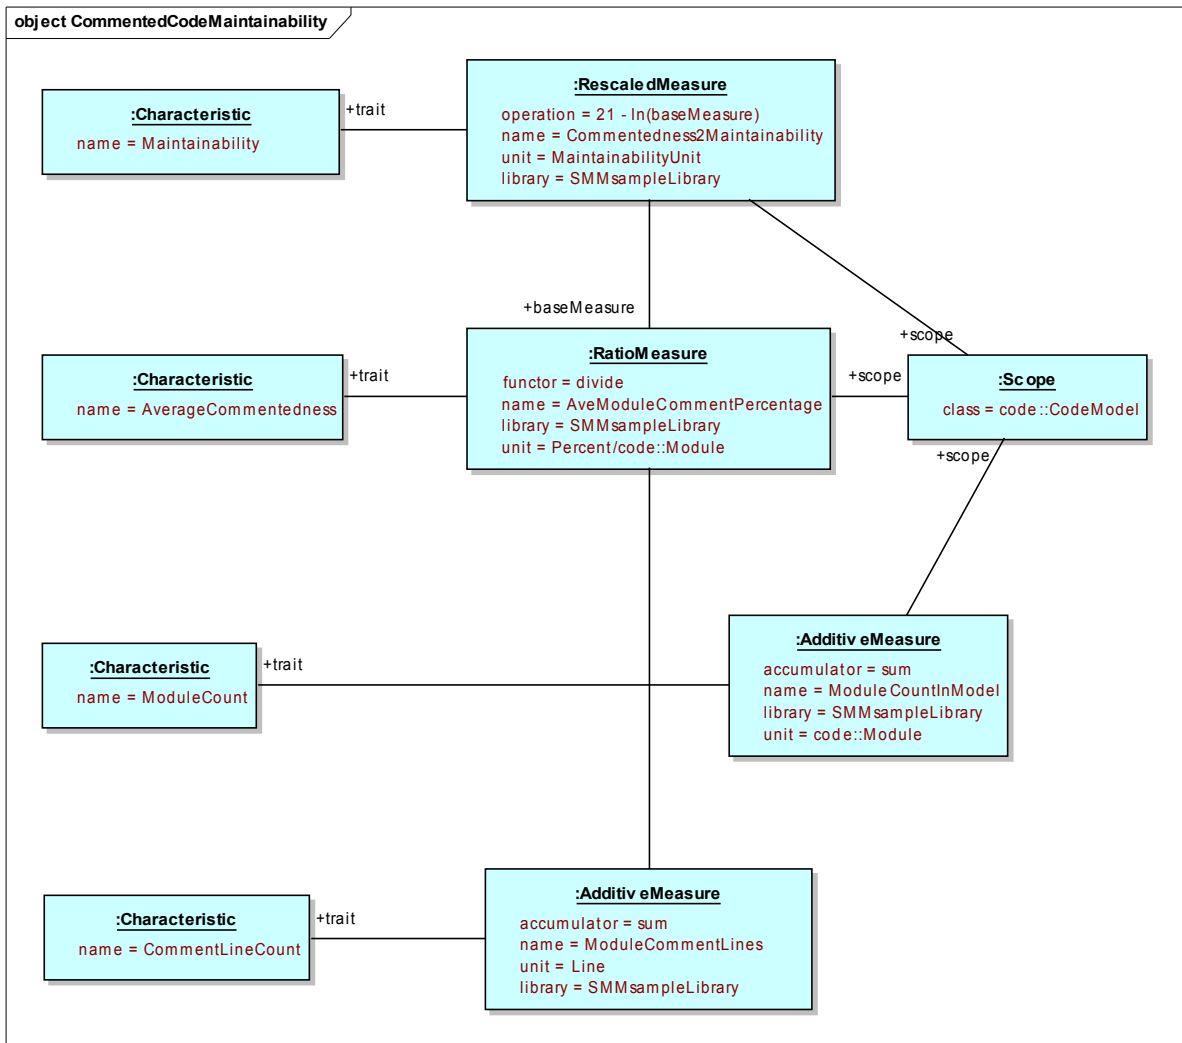 object CommentedCodeMaintainability
:RescaledMeasure
operation = 21 - ln(baseMeasure)
name = Commentedness2Maintainability
unit = MaintainabilityUnit
library = SMMsampleLibrary
:Characteristic
name = Maintainability
+trait
+baseMeasure
+scope
:RatioMeasure
functor = divide
name = AveModuleCommentPercentage
library = SMMsampleLibrary
unit = Percent/code::Module
:Characteristic
name = AverageCommentedness
+trait
+scope
:Scope
class = code::CodeModel
+scope
:AdditiveMeasure
accumulator = sum
name = ModuleCountInModel
library = SMMsampleLibrary
unit = code::Module
:Characteristic
name = ModuleCount
+trait
:AdditiveMeasure
accumulator = sum
name = ModuleCommentLines
unit = Line
library = SMMsampleLibrary
:Characteristic
name = CommentLineCount
+trait